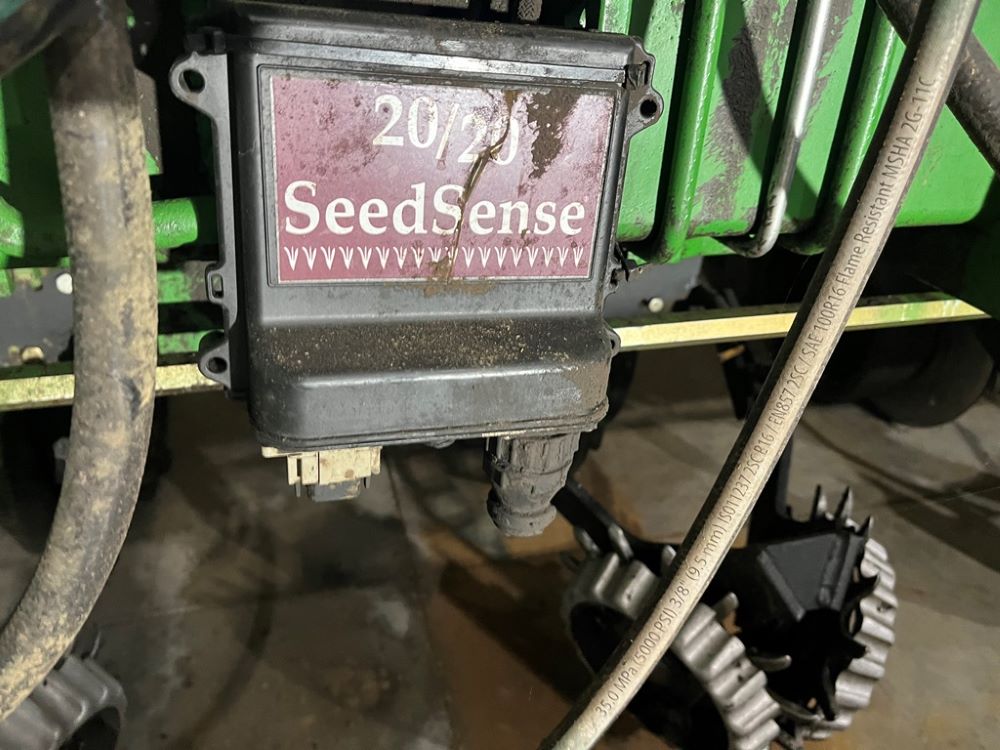 20/20
SeedSense
35.0 MPa (5000 PSI) 3/8" (9.5 mm) ISO11237 2SC B16 / EN857 2SC / SAE 100R16 Flame Resistant MSHA 2G-11C